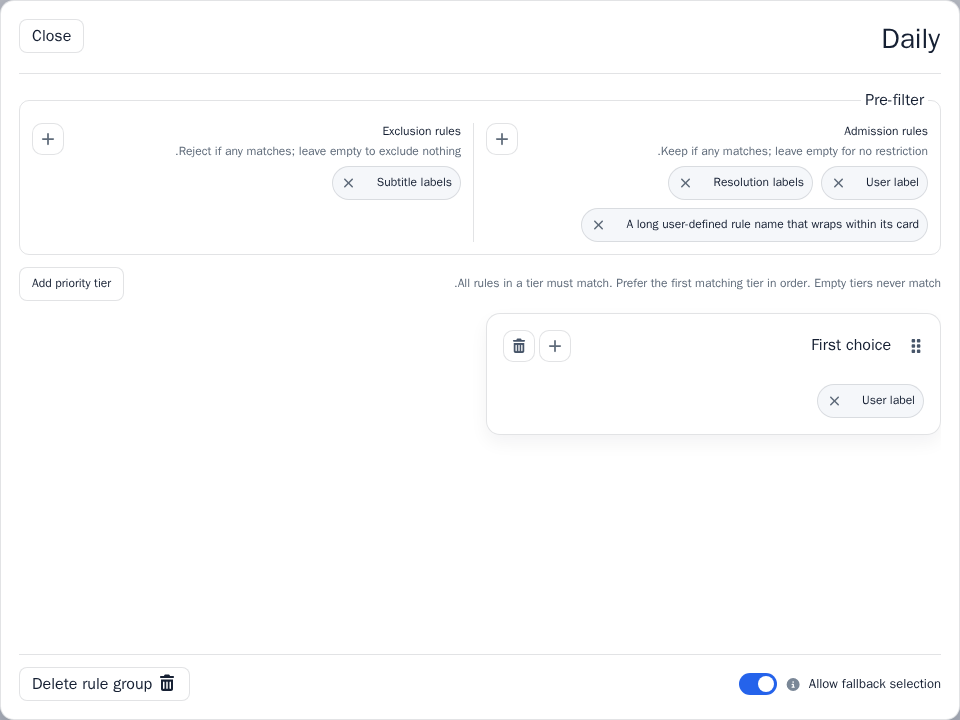 Daily
Close
Pre-filter
Admission rules
.Keep if any matches; leave empty for no restriction
User label
Resolution labels
A long user-defined rule name that wraps within its card
Exclusion rules
.Reject if any matches; leave empty to exclude nothing
Subtitle labels
.All rules in a tier must match. Prefer the first matching tier in order. Empty tiers never match
Add priority tier
First choice
User label
Allow fallback selection
Delete rule group